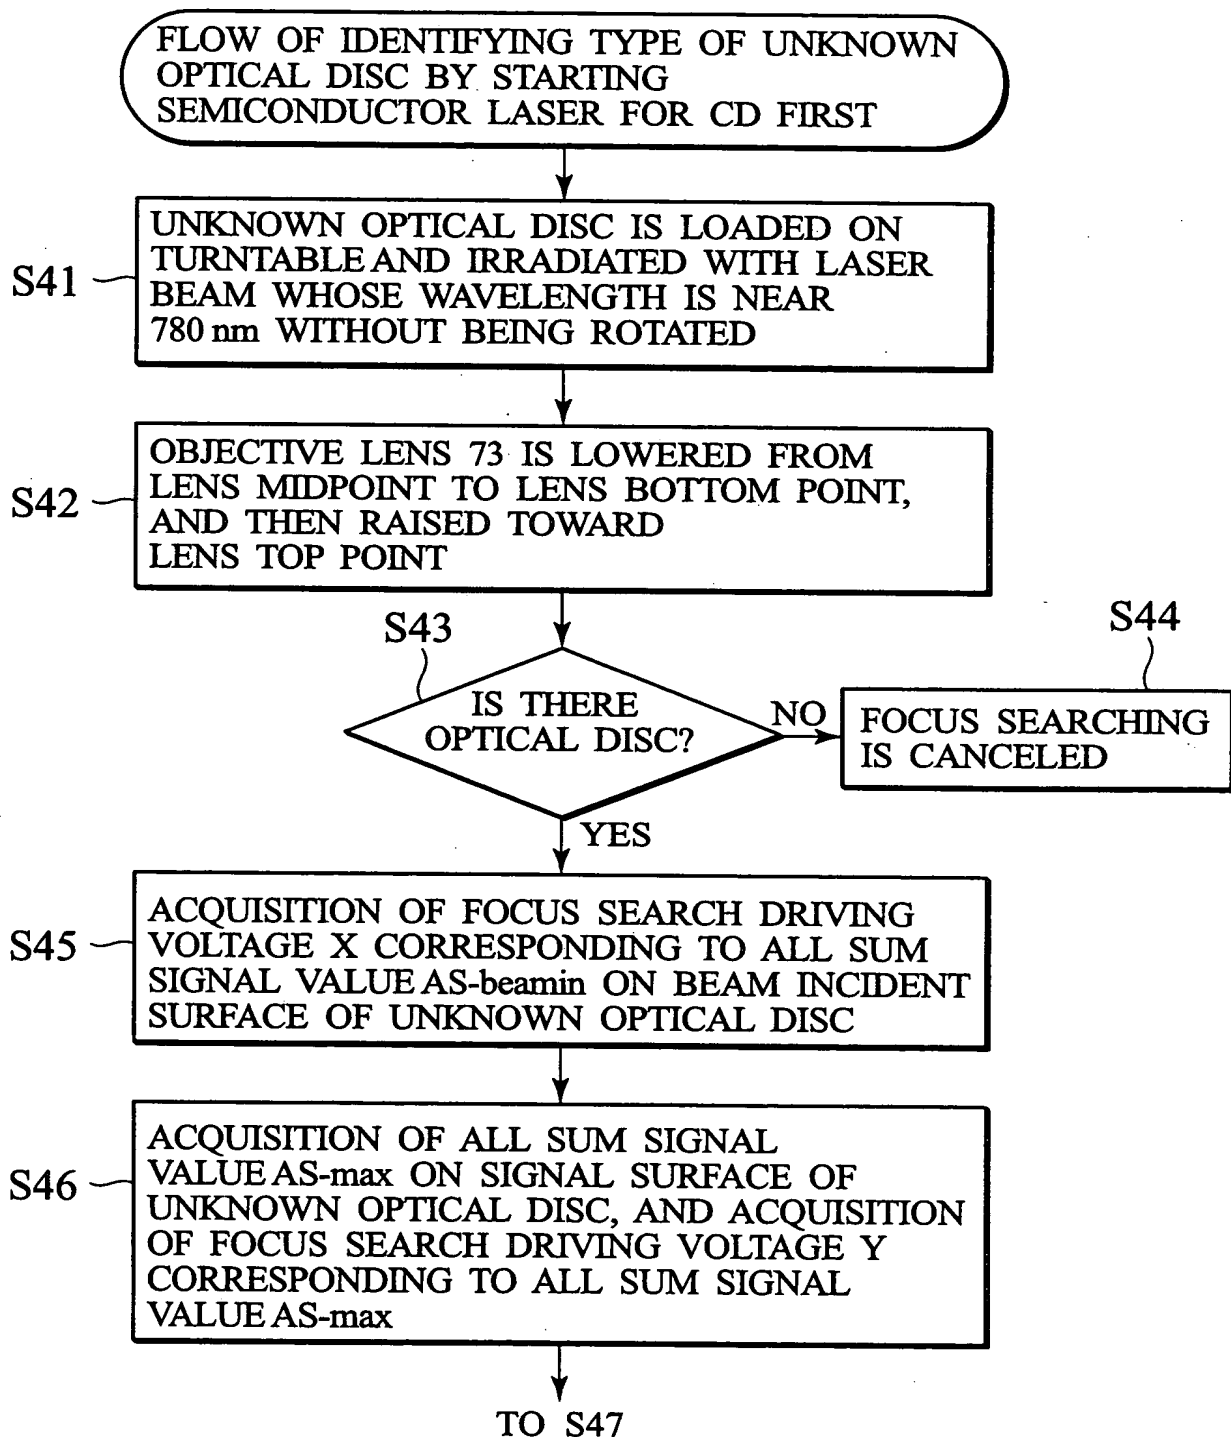 FLOW OF IDENTIFYING TYPE OF UNKNOWN
OPTICAL DISC BY STARTING
SEMICONDUCTOR LASER FOR CD FIRST
S41
UNKNOWN OPTICAL DISC IS LOADED ON
TURNTABLE AND IRRADIATED WITH LASER
BEAM WHOSE WAVELENGTH IS NEAR
780 nm WITHOUT BEING ROTATED
S42
OBJECTIVE LENS 73 IS LOWERED FROM
LENS MIDPOINT TO LENS BOTTOM POINT,
AND THEN RAISED TOWARD
LENS TOP POINT
S43
IS THERE
OPTICAL DISC?
NO
S44
FOCUS SEARCHING
IS CANCELED
YES
S45
ACQUISITION OF FOCUS SEARCH DRIVING
VOLTAGE X CORRESPONDING TO ALL SUM
SIGNAL VALUE AS-beamin ON BEAM INCIDENT
SURFACE OF UNKNOWN OPTICAL DISC
S46
ACQUISITION OF ALL SUM SIGNAL
VALUE AS-max ON SIGNAL SURFACE OF
UNKNOWN OPTICAL DISC, AND ACQUISITION
OF FOCUS SEARCH DRIVING VOLTAGE Y
CORRESPONDING TO ALL SUM SIGNAL
VALUE AS-max
TO S47